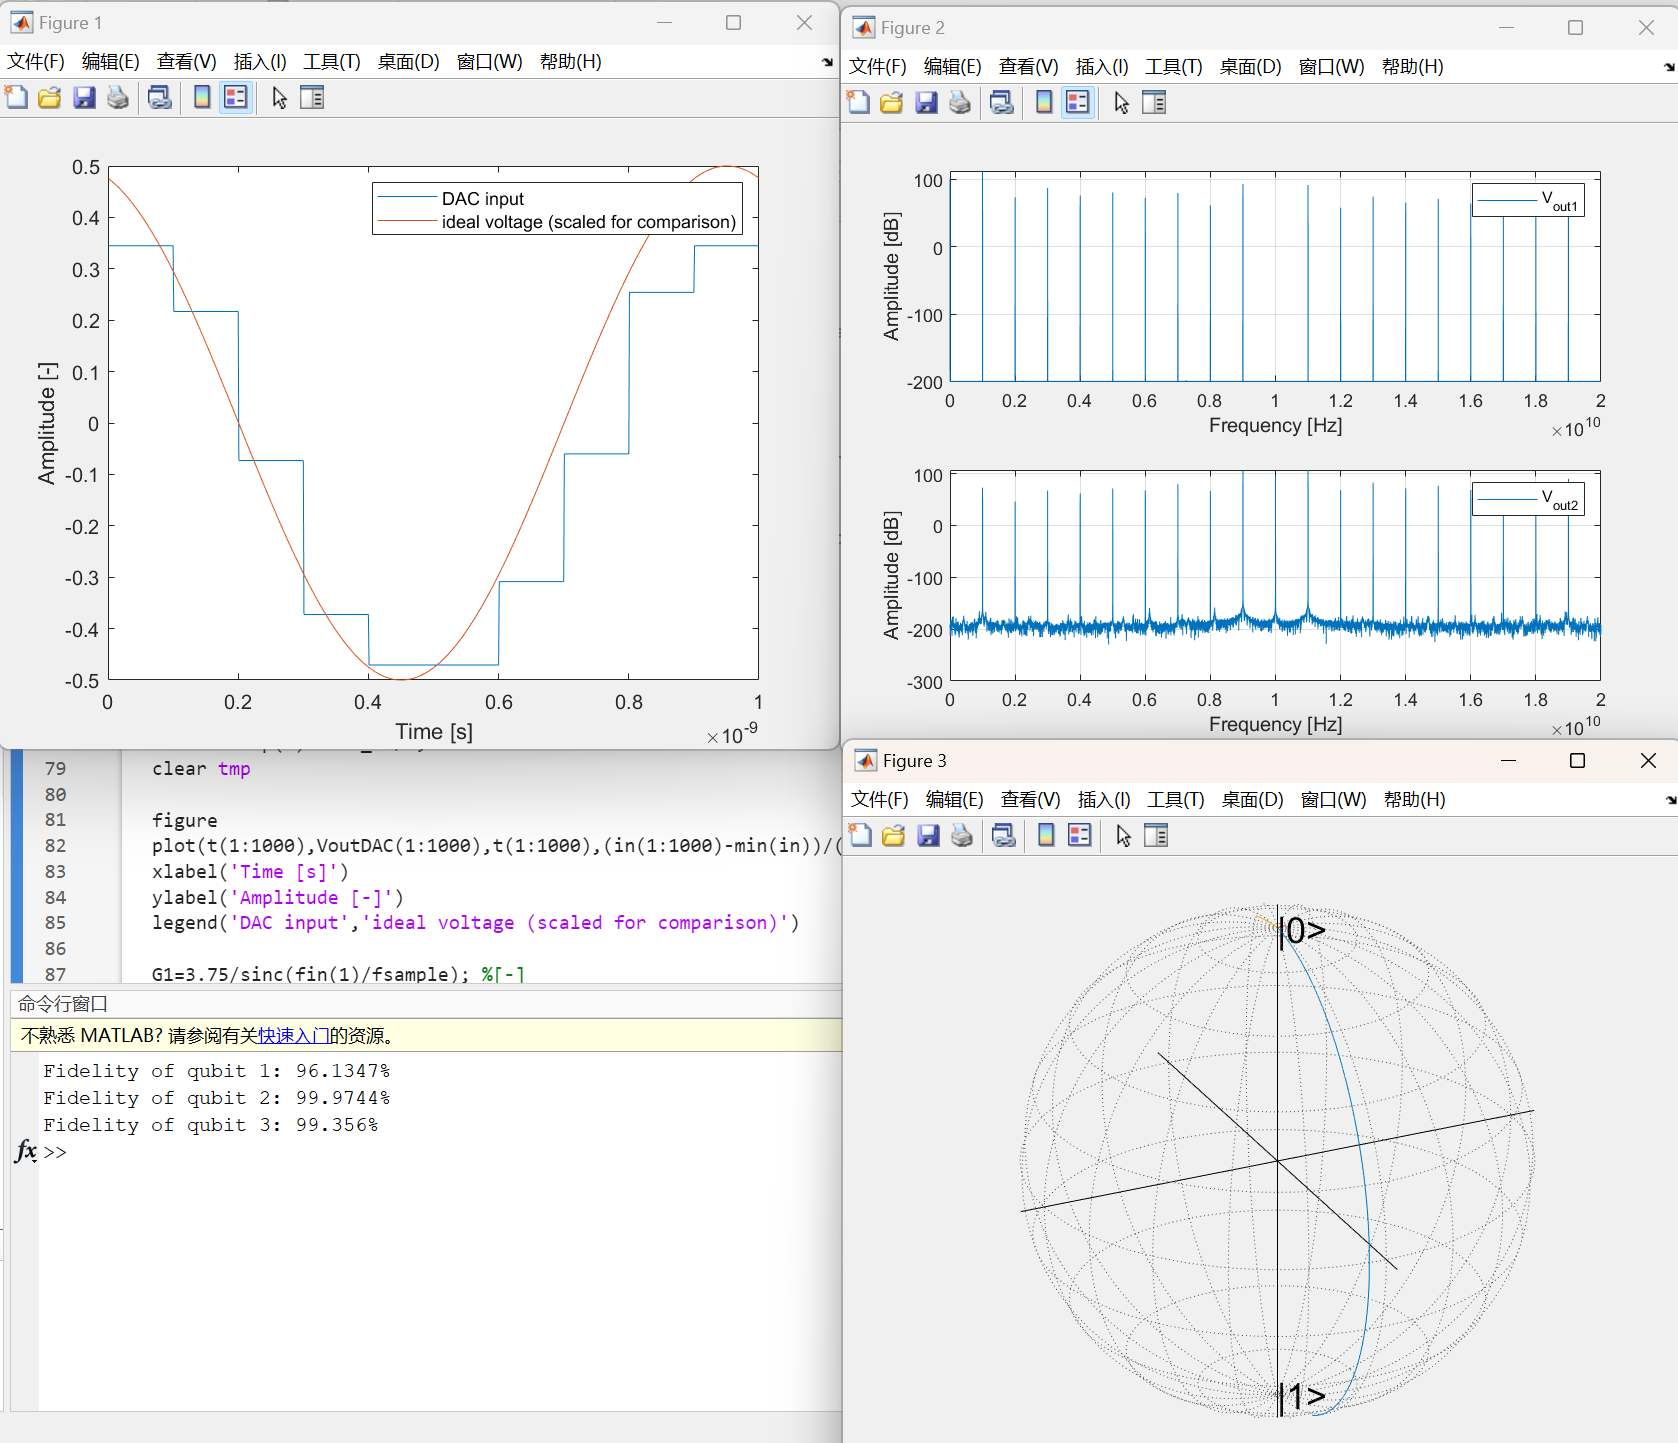 Figure 1
文件(F) 编辑(E) 查看(V) 插入(I) 工具(T) 桌面(D) 窗口(W) 帮助(H)
0.5
0.4
0.3
0.2
0.1
0
-0.1
-0.2
-0.3
-0.4
-0.5
Amplitude [-]
DAC input
ideal voltage (scaled for comparison)
0 0.2 0.4 0.6 0.8 1
Time [s]
×10-9
Figure 2
文件(F) 编辑(E) 查看(V) 插入(I) 工具(T) 桌面(D) 窗口(W) 帮助(H)
100
0
-100
-200
Amplitude [dB]
Vout1
0 0.2 0.4 0.6 0.8 1 1.2 1.4 1.6 1.8 2
Frequency [Hz]
×1010
100
0
-100
-200
-300
Amplitude [dB]
Vout2
0 0.2 0.4 0.6 0.8 1 1.2 1.4 1.6 1.8 2
Frequency [Hz]
×1010
79 clear tmp
80
81 figure
82 plot(t(1:1000),VoutDAC(1:1000),t(1:1000),(in(1:1000)-min(in))/(
83 xlabel('Time [s]')
84 ylabel('Amplitude [-]')
85 legend('DAC input','ideal voltage (scaled for comparison)')
86
87 G1=3.75/sinc(fin(1)/fsample); %[-]
命令行窗口
不熟悉 MATLAB? 请参阅有关快速入门的资源。
Fidelity of qubit 1: 96.1347%
Fidelity of qubit 2: 99.9744%
Fidelity of qubit 3: 99.356%
fx >>
Figure 3
文件(F) 编辑(E) 查看(V) 插入(I) 工具(T) 桌面(D) 窗口(W) 帮助(H)
|0>
|1>